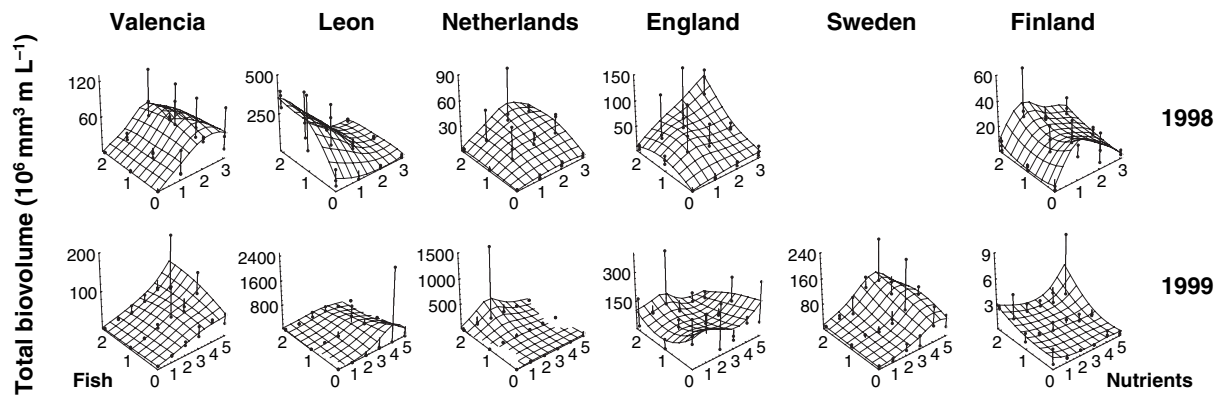 Valencia Leon Netherlands England Sweden Finland
Total biovolume (10⁶ mm³ m L⁻¹)
120 60 2 1 0 1 2 3
500 250 2 1 0 1 2 3
90 60 30 2 1 0 1 2 3
150 100 50 2 1 0 1 2 3
60 40 20 2 1 0 1 2 3
1998
200 100 2 1 0 1 2 3 4 5
2400 1600 800 2 1 0 1 2 3 4 5
1500 1000 500 2 1 0 1 2 3 4 5
300 150 2 1 0 1 2 3 4 5
240 160 80 2 1 0 1 2 3 4 5
9 6 3 2 1 0 1 2 3 4 5
1999
Fish Nutrients